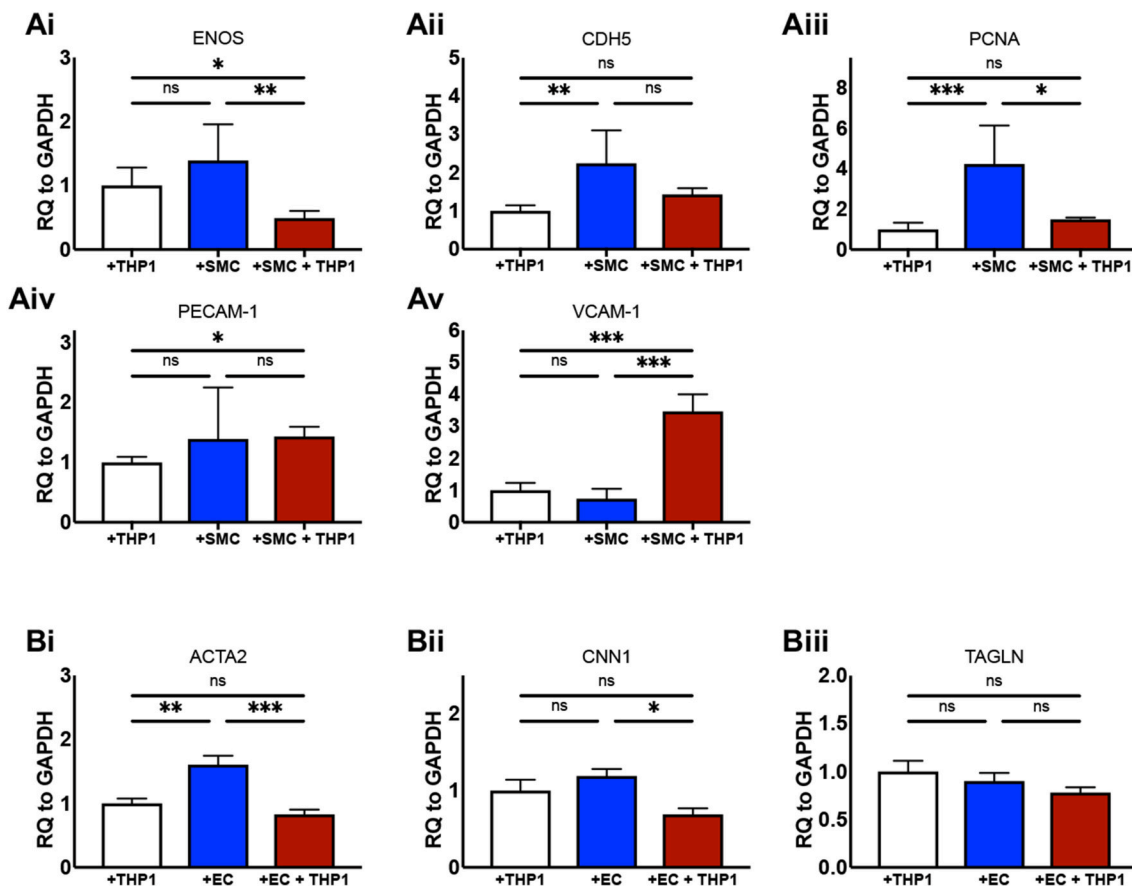 Ai
ENOS
RQ to GAPDH
3
2
1
0
*
ns
**
+THP1 +SMC +SMC + THP1
Aii
CDH5
RQ to GAPDH
5
4
3
2
1
0
ns
**
ns
+THP1 +SMC +SMC + THP1
Aiii
PCNA
RQ to GAPDH
8
6
4
2
0
ns
***
*
+THP1 +SMC +SMC + THP1
Aiv
PECAM-1
RQ to GAPDH
3
2
1
0
*
ns
ns
+THP1 +SMC +SMC + THP1
Av
VCAM-1
RQ to GAPDH
6
5
4
3
2
1
0
***
ns
***
+THP1 +SMC +SMC + THP1
Bi
ACTA2
RQ to GAPDH
3
2
1
0
ns
**
***
+THP1 +EC +EC + THP1
Bii
CNN1
RQ to GAPDH
2
1
0
ns
ns
*
+THP1 +EC +EC + THP1
Biii
TAGLN
RQ to GAPDH
2.0
1.5
1.0
0.5
0.0
ns
ns
ns
+THP1 +EC +EC + THP1